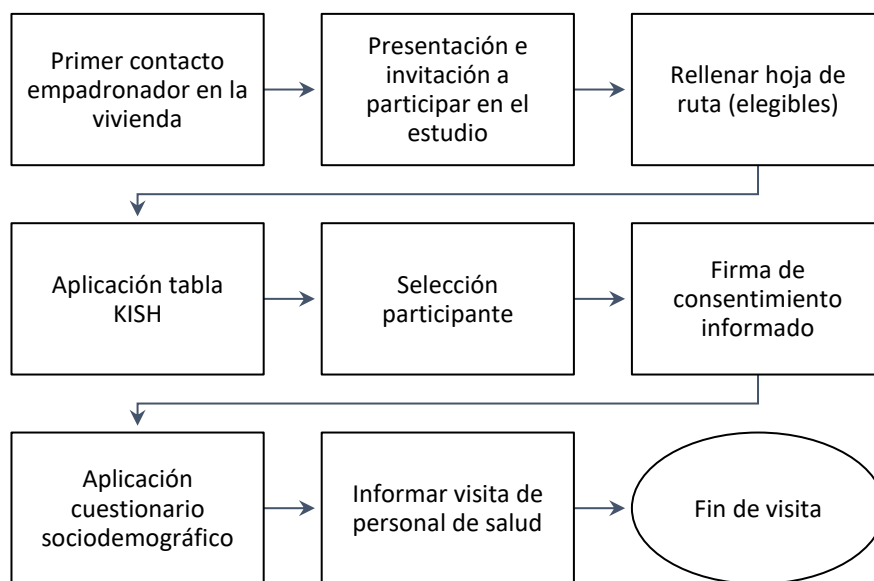 Primer contacto
empadronador en la
vivienda
Presentación e
invitación a
participar en el
estudio
Rellenar hoja de
ruta (elegibles)
Aplicación tabla
KISH
Selección
participante
Firma de
consentimiento
informado
Aplicación
cuestionario
sociodemográfico
Informar visita de
personal de salud
Fin de visita